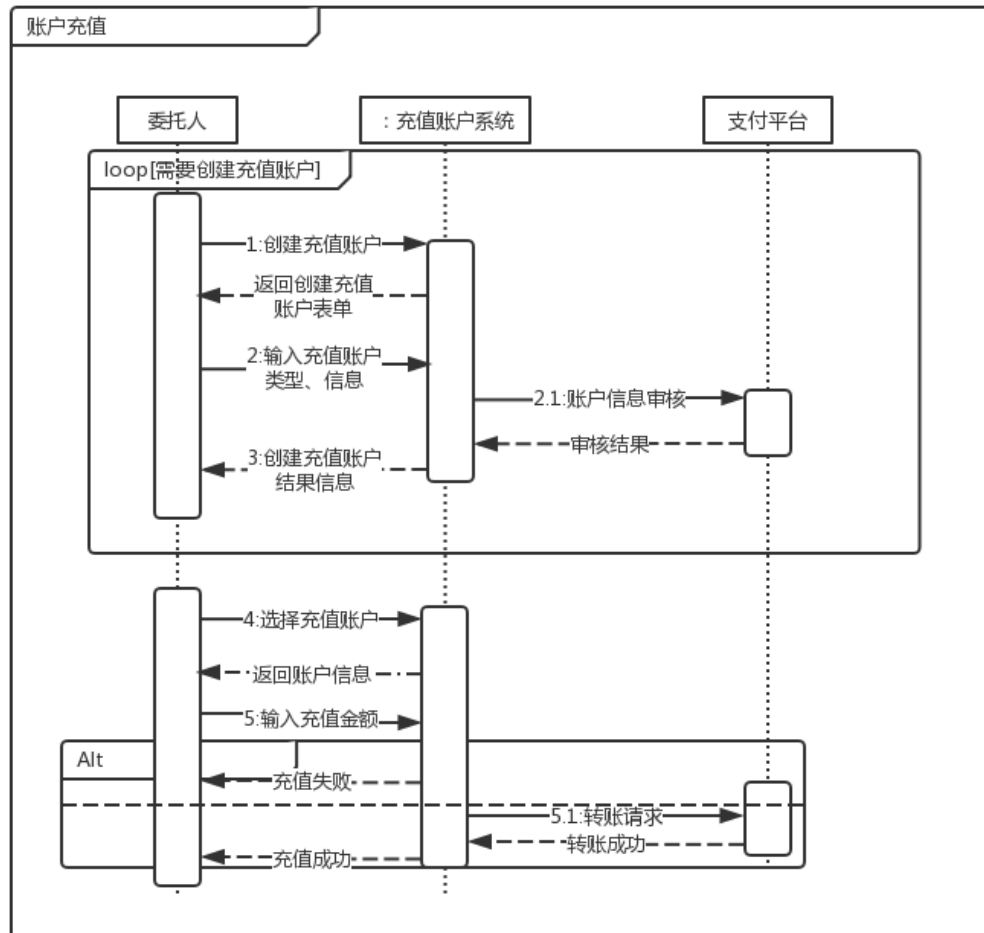 账户充值
委托人
：充值账户系统
支付平台
loop[需要创建充值账户]
1:创建充值账户
返回创建充值
账户表单
2:输入充值账户
类型、信息
2.1:账户信息审核
审核结果
3:创建充值账户
结果信息
4:选择充值账户
返回账户信息
5:输入充值金额
Alt
充值失败
5.1:转账请求
转账成功
充值成功